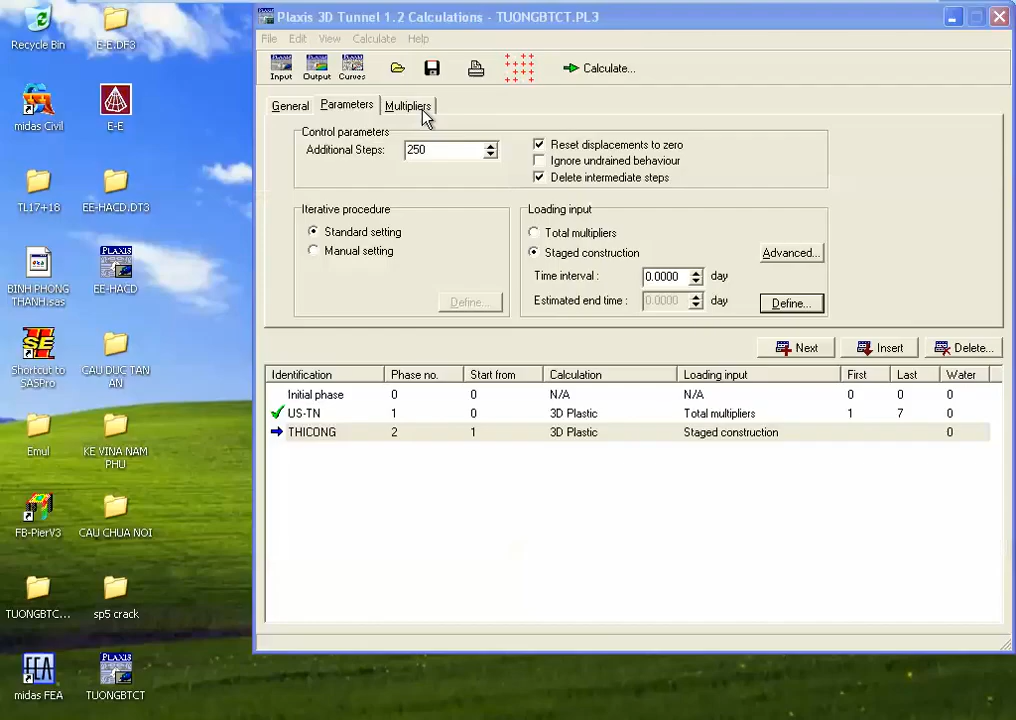 Recycle Bin
E-E.DF3
midas Civil
E-E
TL17+18
EE-HACD.DT3
BINH PHONG
THANH.sas
EE-HACD
Shortcut to
SASPro
CAU DUC TAN
AN
Emul
KE VINA NAM
PHU
FB-PierV3
CAU CHUA NOI
TUONGBTC...
sp5 crack
midas FEA
TUONGBTCT
Plaxis 3D Tunnel 1.2 Calculations - TUONGBTCT.PL3
File Edit View Calculate Help
Input Output Curves Calculate...
General Parameters Multipliers
Control parameters
Additional Steps: 250
Reset displacements to zero
Ignore undrained behaviour
Delete intermediate steps
Iterative procedure
Standard setting
Manual setting
Define...
Loading input
Total multipliers
Staged construction
Advanced...
Time interval : 0.0000 day
Estimated end time : 0.0000 day
Define...
Next Insert Delete...
Identification Phase no. Start from Calculation Loading input First Last Water
Initial phase 0 0 N/A N/A 0 0 0
US-TN 1 0 3D Plastic Total multipliers 1 7 0
THICONG 2 1 3D Plastic Staged construction 0